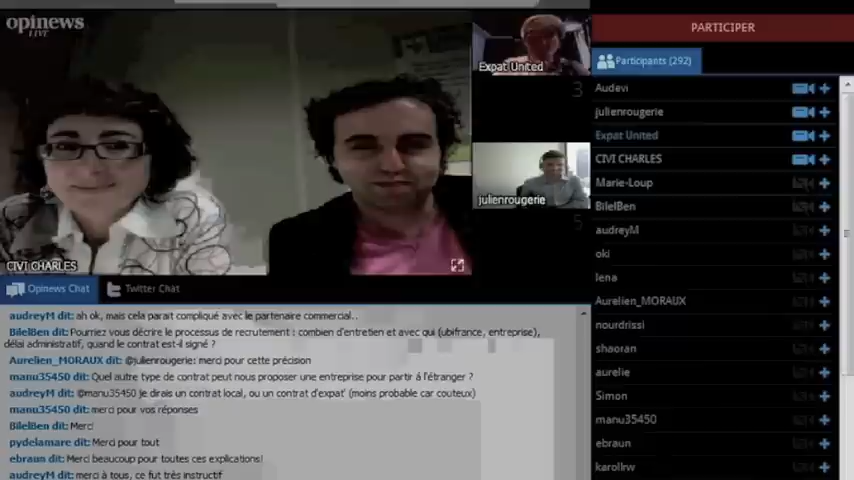 opinews
LIVE
PARTICIPER
Expat United
Participants (292)
3
Audevi
julienrougerie
Expat United
CIVI CHARLES
Marie-Loup
julienrougerie
BilelBen
5
audreyM
oki
CIVI CHARLES
lena
Opinews Chat
Twitter Chat
Aurelien_MORAUX
nourdrissi
shaoran
aurelie
Simon
manu35450
ebraun
karollrw
audreyM dit: ah ok, mais cela parait compliqué avec le partenaire commercial..
BilelBen dit: Pourriez vous décrire le processus de recrutement : combien d'entretien et avec qui (ubifrance, entreprise),
délai administratif, quand le contrat est-il signé ?
Aurelien_MORAUX dit: @julienrougerie: merci pour cette précision
manu35450 dit: Quel autre type de contrat peut nous proposer une entreprise pour partir á l'étranger ?
audreyM dit: @manu35450 je dirais un contrat local, ou un contrat d'expat' (moins probable car couteux)
manu35450 dit: merci pour vos réponses
BilelBen dit: Merci
pydelamare dit: Merci pour tout
ebraun dit: Merci beaucoup pour toutes ces explications!
audreyM dit: merci à tous, ce fut très instructif